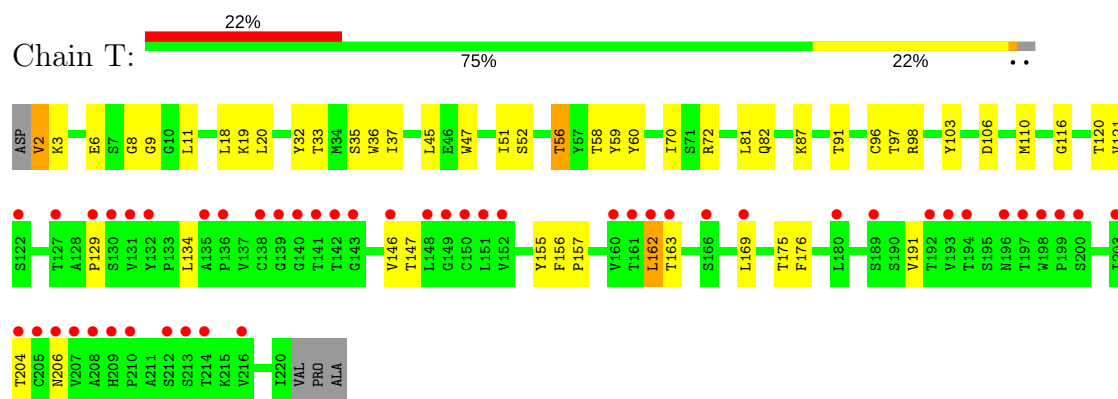 22%
Chain T:
75%
22%
••
ASP V2 K3 E6 S7 G8 G9 G10 L11 L18 K19 L20 Y32 T33 M34 S35 W36 I37 L45 E46 W47 I51 S52 T56 Y57 T58 Y59 Y60 I70 S71 R72 L81 Q82 K87 T91 C96 T97 R98 Y103 D106 M110 G116 T120
S122 T127 A128 P129 S130 V131 Y132 P133 L134 A135 P136 V137 C138 G139 G140 T141 T142 G143 V146 T147 L148 G149 C150 L151 V152 Y155 F156 P157 V160 T161 L162 T163 S166 L169 T175 F176 L180 S189 S190 V191 T192 V193 T194 S195 N196 T197 W198 P199 S200
T204 C205 N206 V207 A208 H209 P210 A211 S212 S213 T214 K215 V216 I220 VAL PRO ALA